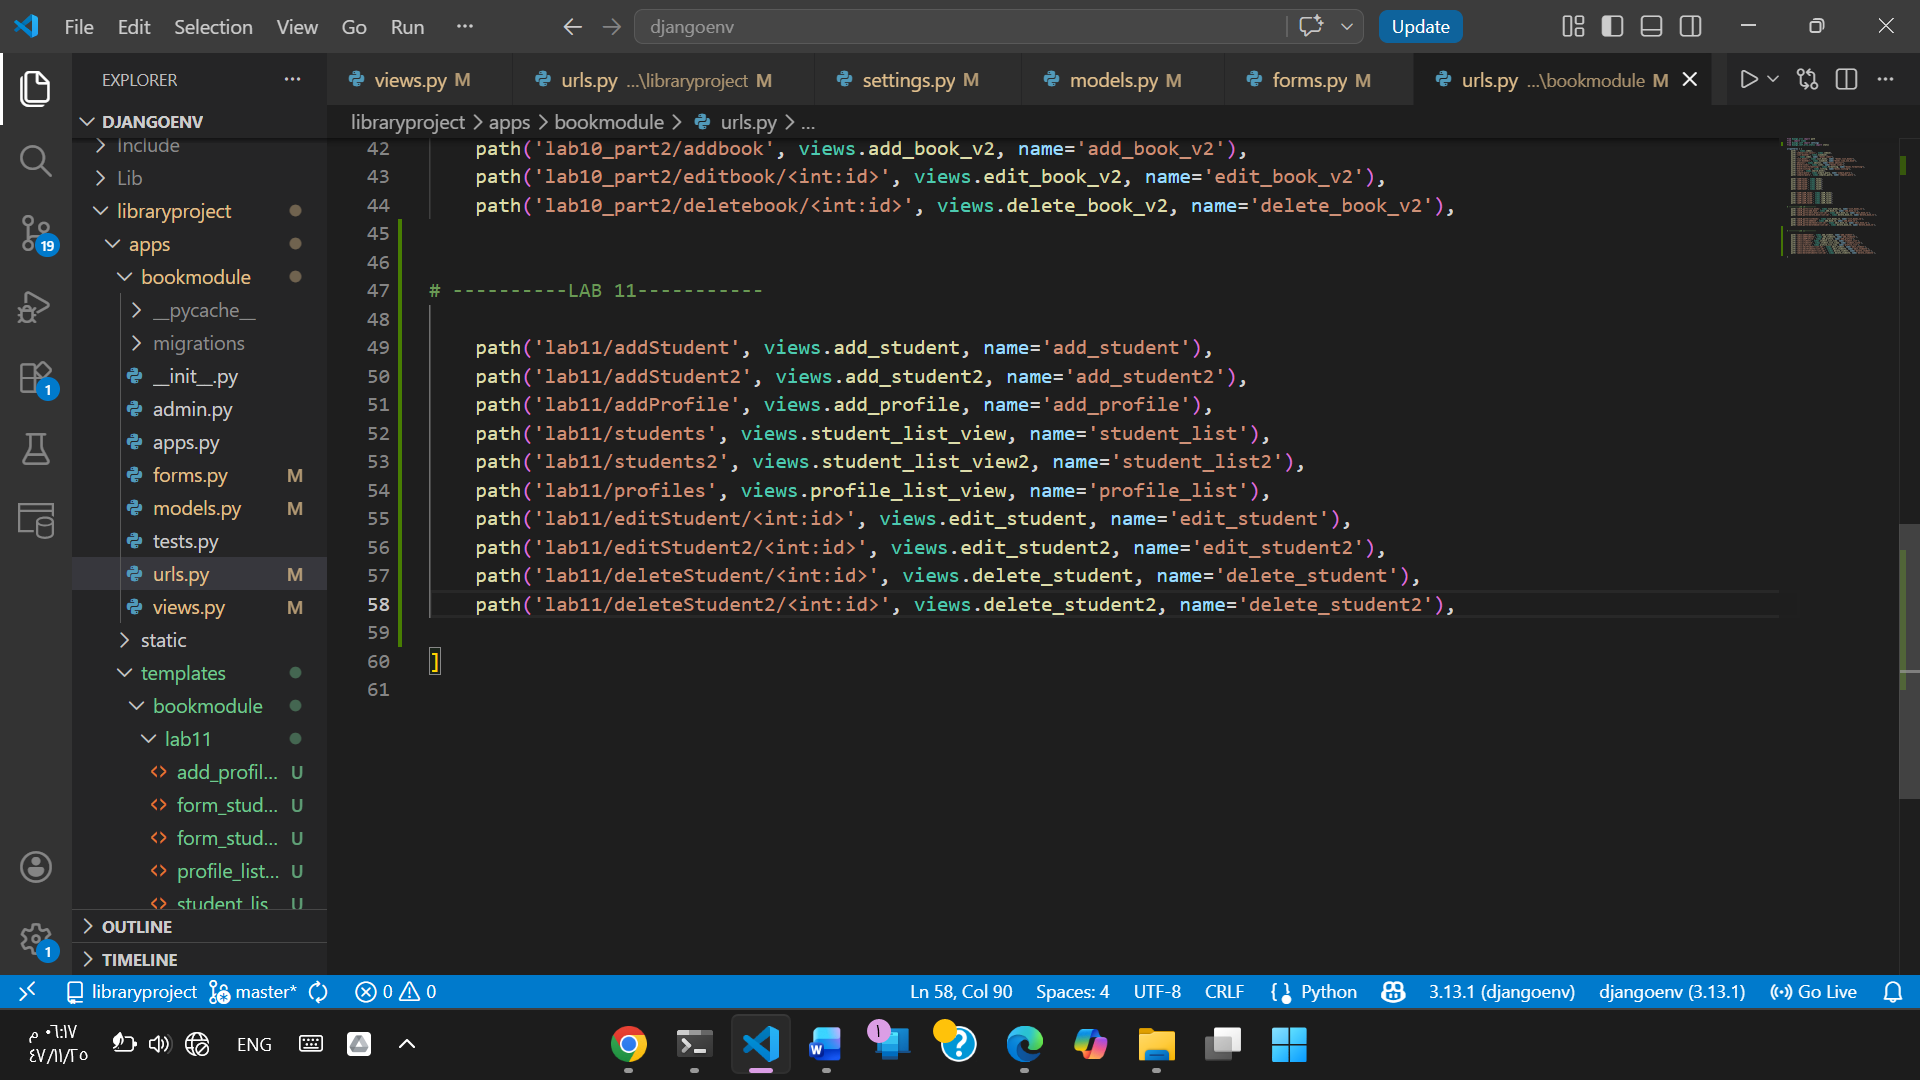 File Edit Selection View Go Run ···
djangoenv
Update
EXPLORER ···
views.py M
urls.py ...\libraryproject M
settings.py M
models.py M
forms.py M
urls.py ...\bookmodule M
DJANGOENV
libraryproject > apps > bookmodule > urls.py > ...
Include
Lib
libraryproject
apps
bookmodule
__pycache__
migrations
__init__.py
admin.py
apps.py
forms.py M
models.py M
tests.py
urls.py M
views.py M
static
templates
bookmodule
lab11
add_profil... U
form_stud... U
form_stud... U
profile_list... U
student_lis U
OUTLINE
TIMELINE
19
1
1
42 path('lab10_part2/addbook', views.add_book_v2, name='add_book_v2'),
43 path('lab10_part2/editbook/<int:id>', views.edit_book_v2, name='edit_book_v2'),
44 path('lab10_part2/deletebook/<int:id>', views.delete_book_v2, name='delete_book_v2'),
45
46
47 # ----------LAB 11-----------
48
49 path('lab11/addStudent', views.add_student, name='add_student'),
50 path('lab11/addStudent2', views.add_student2, name='add_student2'),
51 path('lab11/addProfile', views.add_profile, name='add_profile'),
52 path('lab11/students', views.student_list_view, name='student_list'),
53 path('lab11/students2', views.student_list_view2, name='student_list2'),
54 path('lab11/profiles', views.profile_list_view, name='profile_list'),
55 path('lab11/editStudent/<int:id>', views.edit_student, name='edit_student'),
56 path('lab11/editStudent2/<int:id>', views.edit_student2, name='edit_student2'),
57 path('lab11/deleteStudent/<int:id>', views.delete_student, name='delete_student'),
58 path('lab11/deleteStudent2/<int:id>', views.delete_student2, name='delete_student2'),
59
60 ]
61
libraryproject master* 0 0
Ln 58, Col 90 Spaces: 4 UTF-8 CRLF { } Python 3.13.1 (djangoenv) djangoenv (3.13.1) Go Live
٠٦:١٧ م
٤٧/١١/٢٥
ENG
W
١